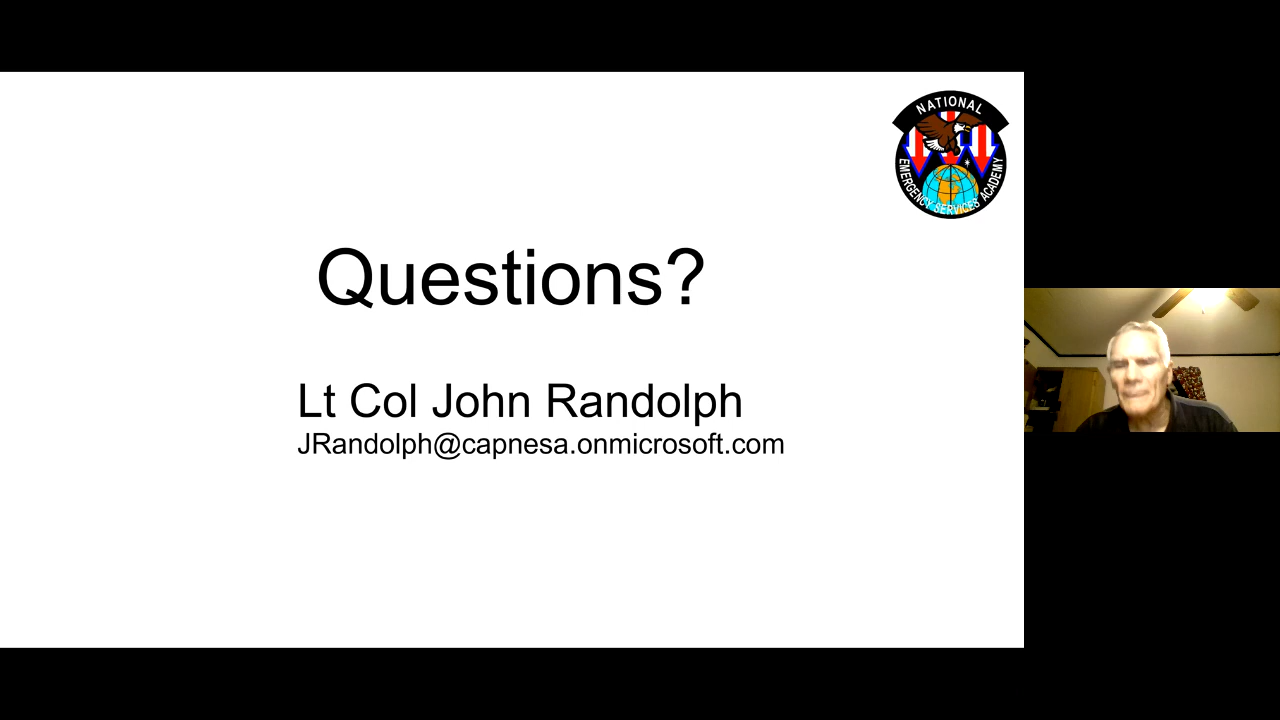 NATIONAL
EMERGENCY SERVICES ACADEMY
Questions?
Lt Col John Randolph
JRandolph@capnesa.onmicrosoft.com